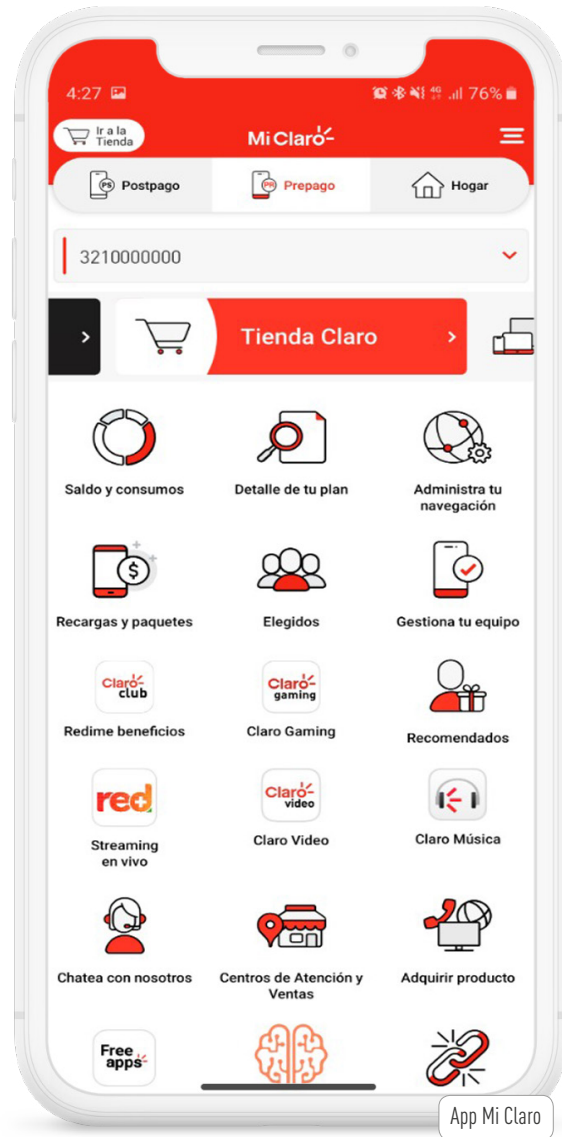 4:27
4G
76%
Ir a la
Tienda
Mi Claro
PS
Postpago
PR
Prepago
Hogar
3210000000
Tienda Claro
Saldo y consumos
Detalle de tu plan
Administra tu
navegación
$
Recargas y paquetes
Elegidos
Gestiona tu equipo
Claro
club
Claro
gaming
Redime beneficios
Claro Gaming
Recomendados
red
Claro
video
Streaming
en vivo
Claro Video
Claro Música
Chatea con nosotros
Centros de Atención y
Ventas
Adquirir producto
Free
apps
App Mi Claro